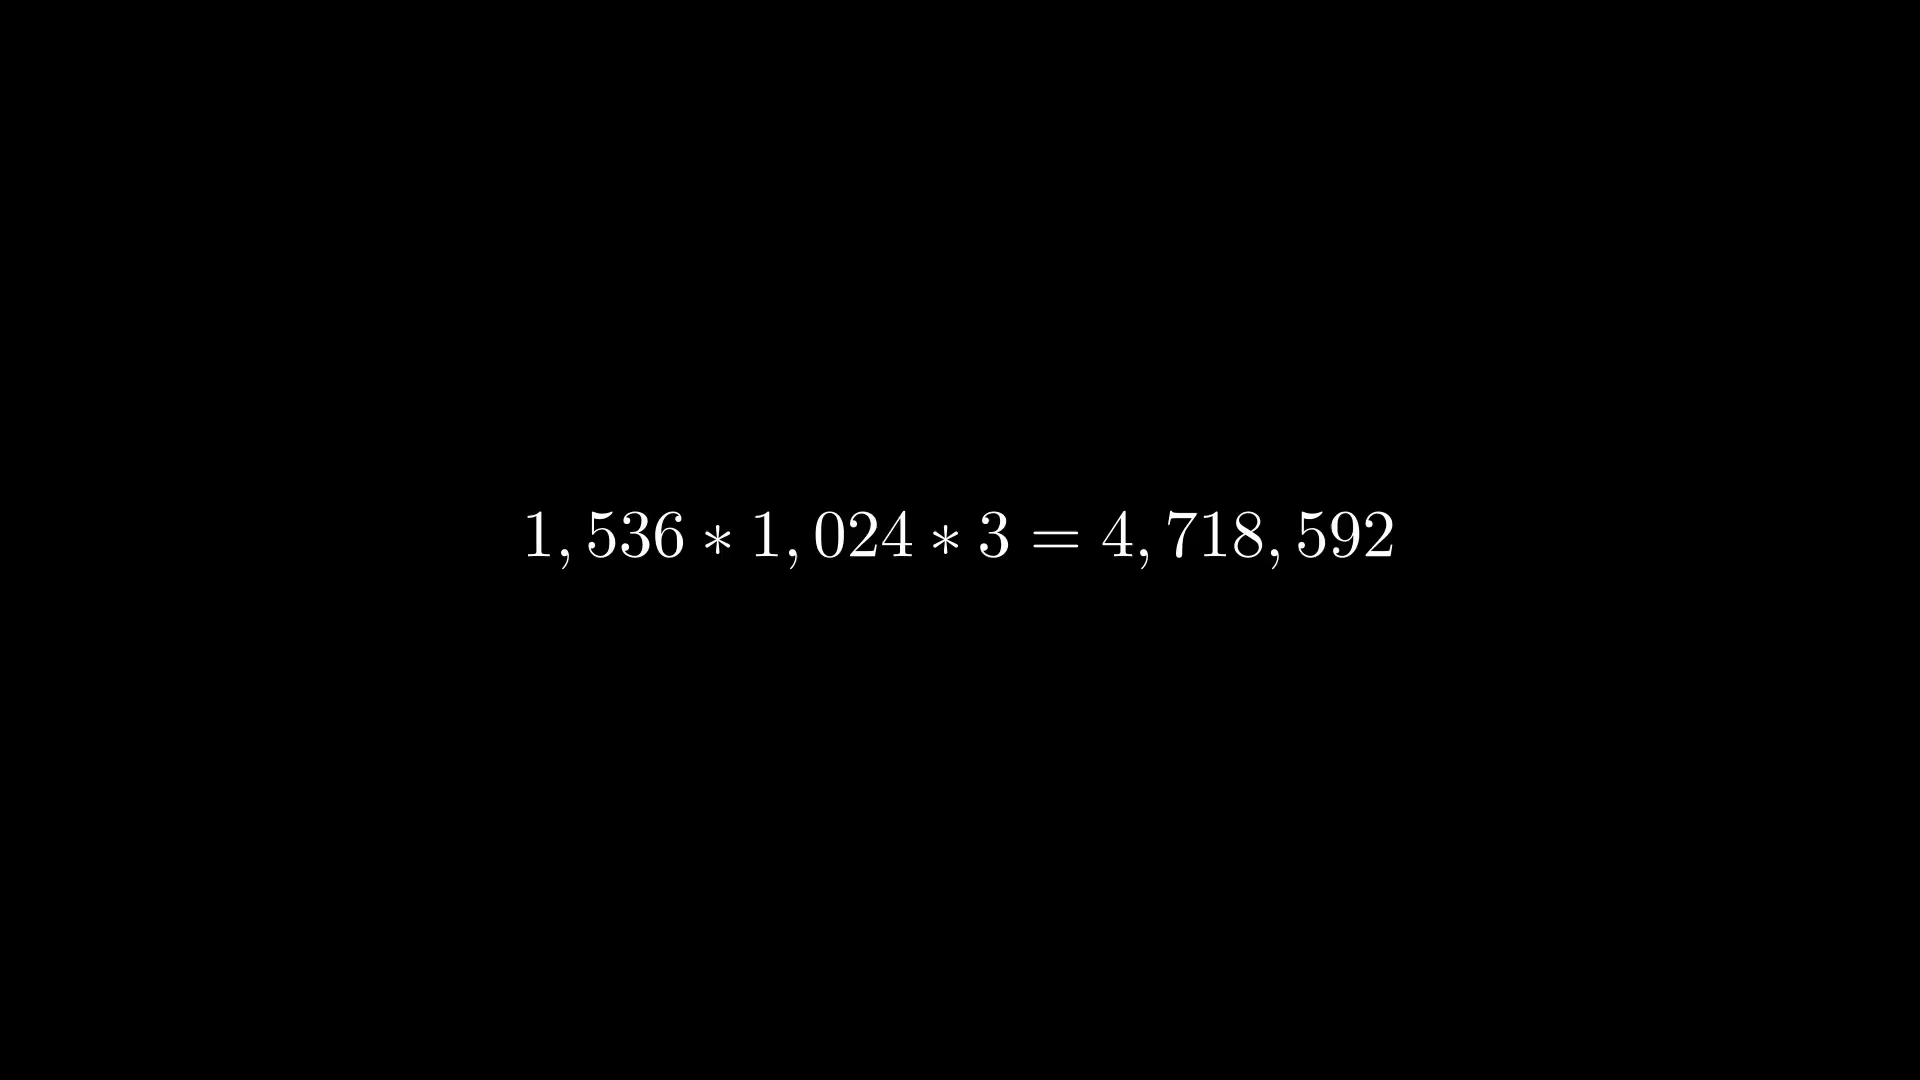 1,536 * 1,024 * 3 = 4,718,592